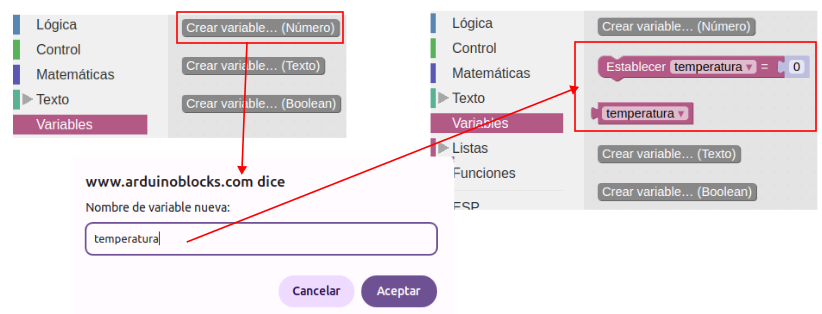 Lógica
Control
Matemáticas
Texto
Variables
Crear variable... (Número)
Crear variable... (Texto)
Crear variable... (Boolean)
www.arduinoblocks.com dice
Nombre de variable nueva:
temperatura
Cancelar
Aceptar
Lógica
Control
Matemáticas
Texto
Variables
Listas
Funciones
ESP
Crear variable... (Número)
Establecer temperatura ▾ = 0
temperatura ▾
Crear variable... (Texto)
Crear variable... (Boolean)